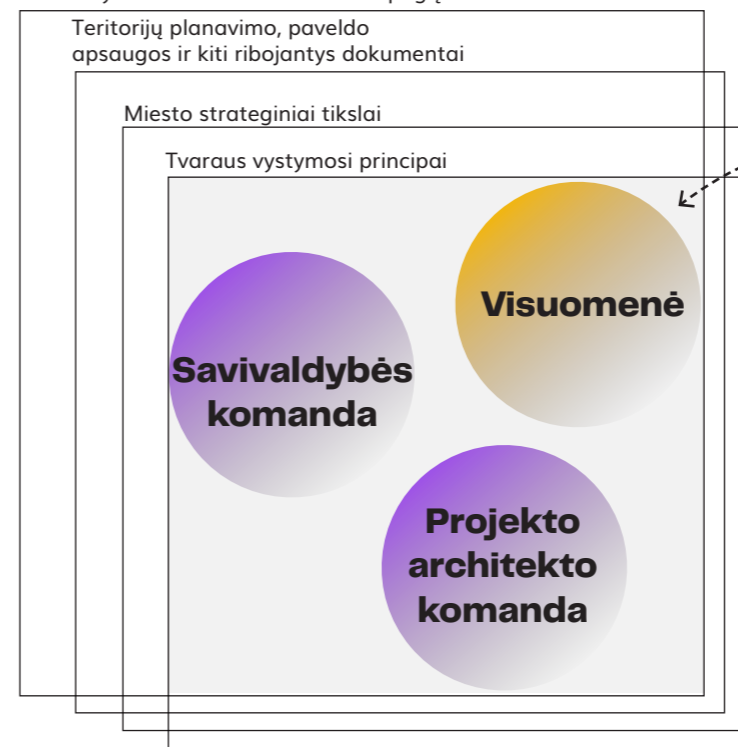 Teritorijų planavimo, paveldo
apsaugos ir kiti ribojantys dokumentai
Miesto strateginiai tikslai
Tvaraus vystymosi principai
Visuomenė
Savivaldybės
komanda
Projekto
architekto
komanda